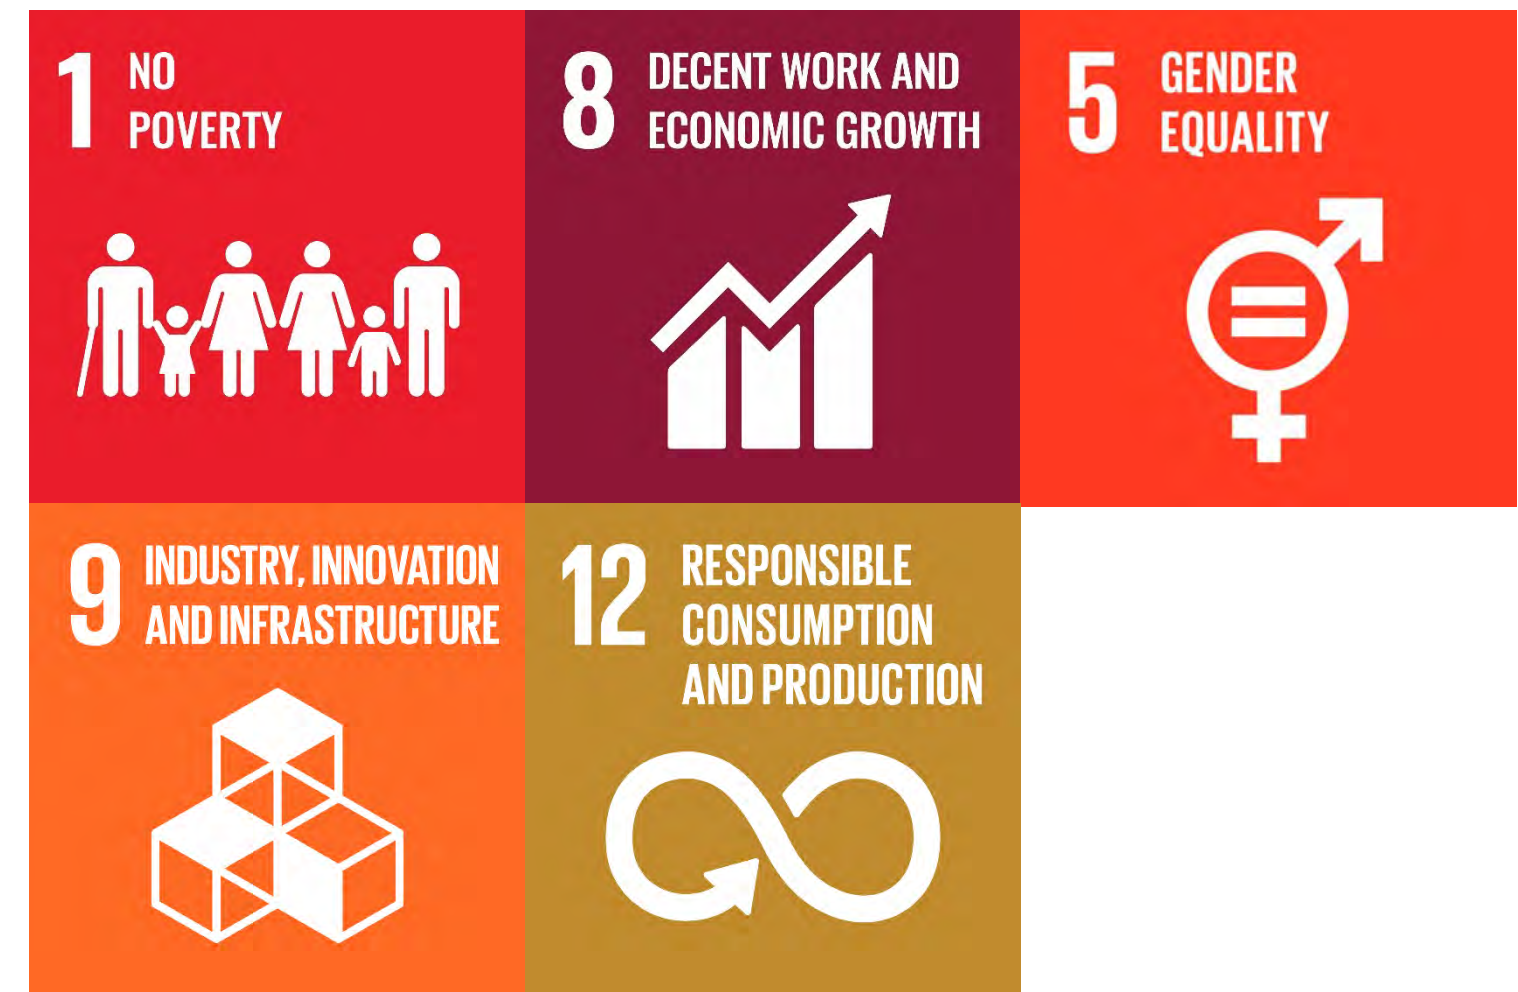 1 NO
POVERTY
8 DECENT WORK AND
ECONOMIC GROWTH
5 GENDER
EQUALITY
9 INDUSTRY, INNOVATION
AND INFRASTRUCTURE
12 RESPONSIBLE
CONSUMPTION
AND PRODUCTION